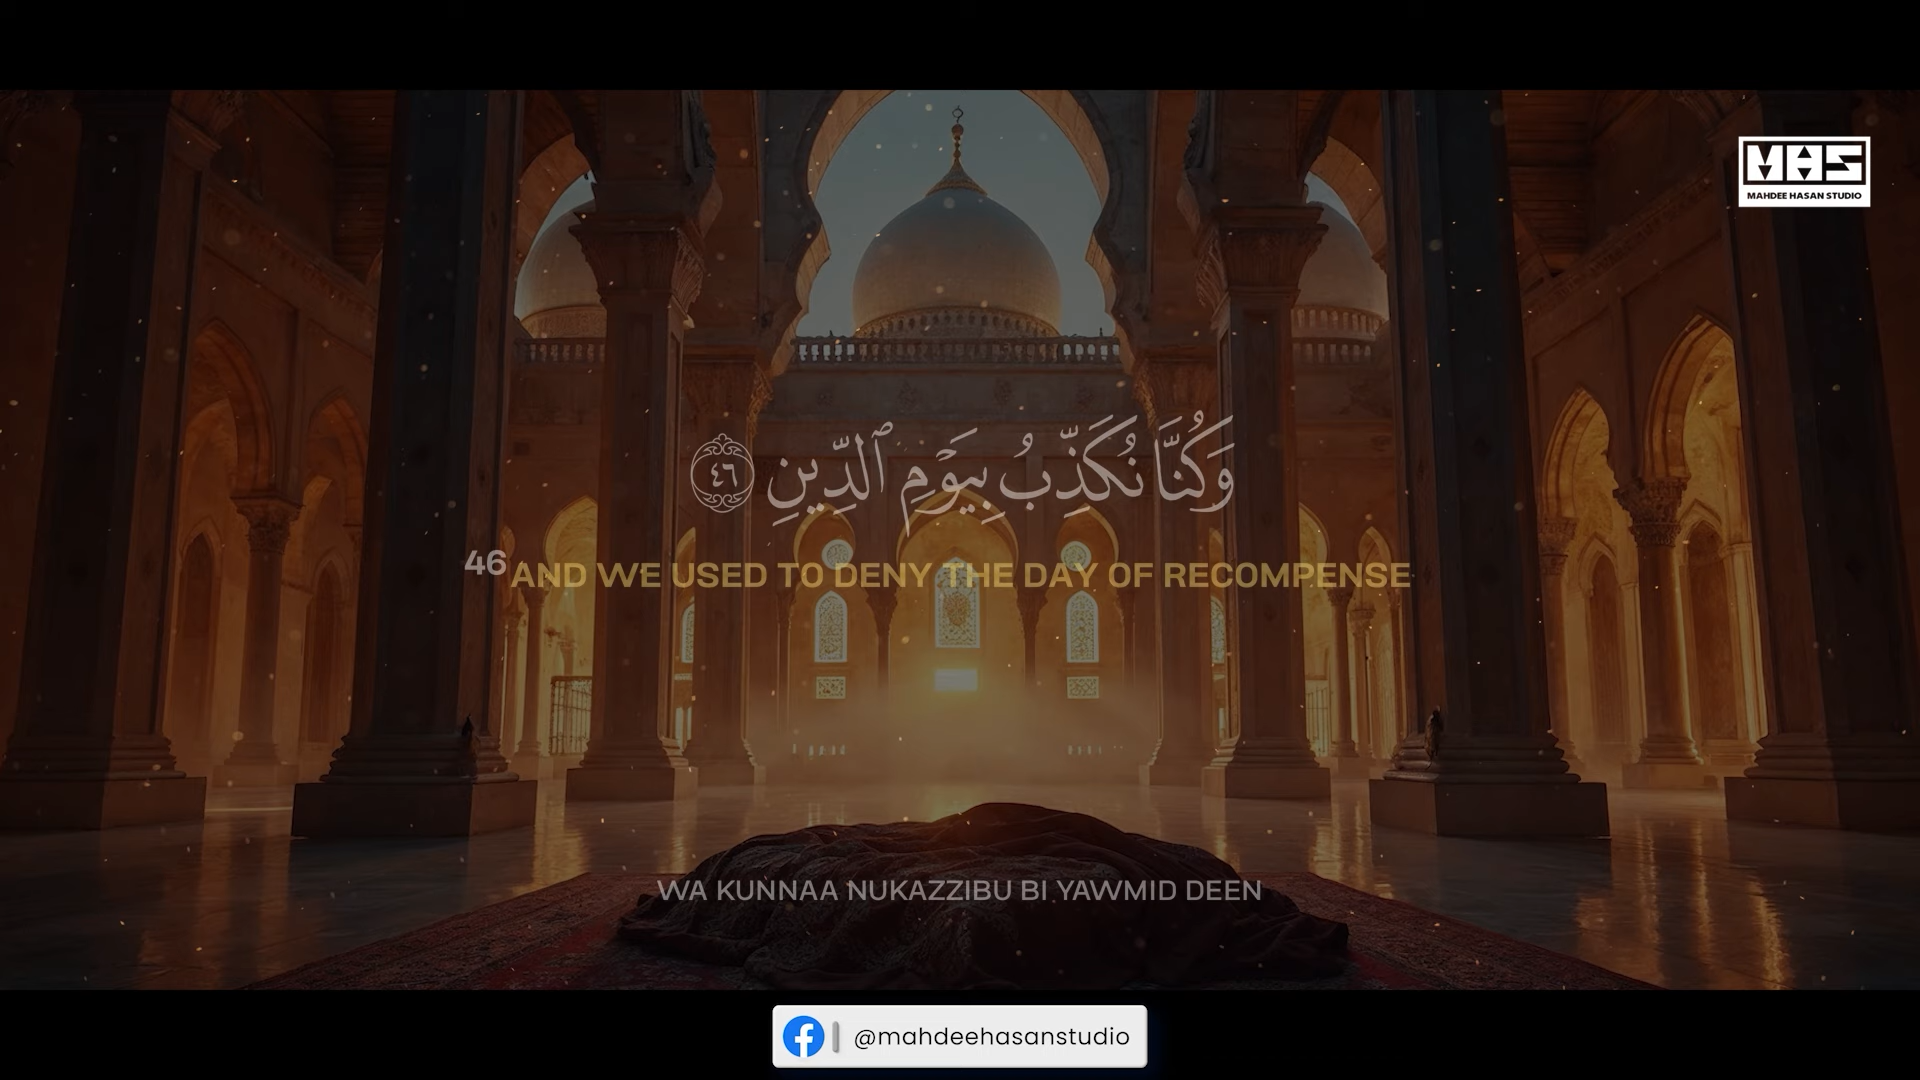 MHS
MAHDEE HASAN STUDIO
وَكُنَّا نُكَذِّبُ بِيَوْمِ ٱلدِّينِ ٤٦
46 AND WE USED TO DENY THE DAY OF RECOMPENSE
WA KUNNAA NUKAZZIBU BI YAWMID DEEN
@mahdeehasanstudio